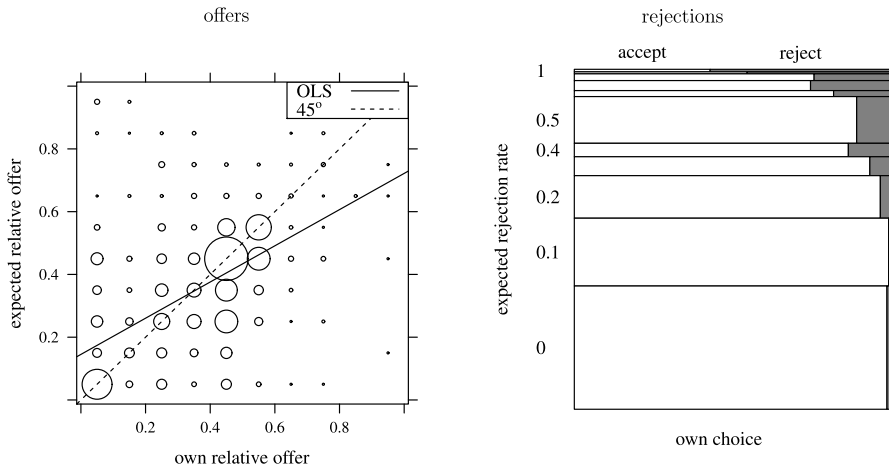 offers
OLS
45°
0.8
0.6
0.4
0.2
expected relative offer
0.2 0.4 0.6 0.8
own relative offer
rejections
accept reject
1
0.5
0.4
0.2
0.1
0
expected rejection rate
own choice